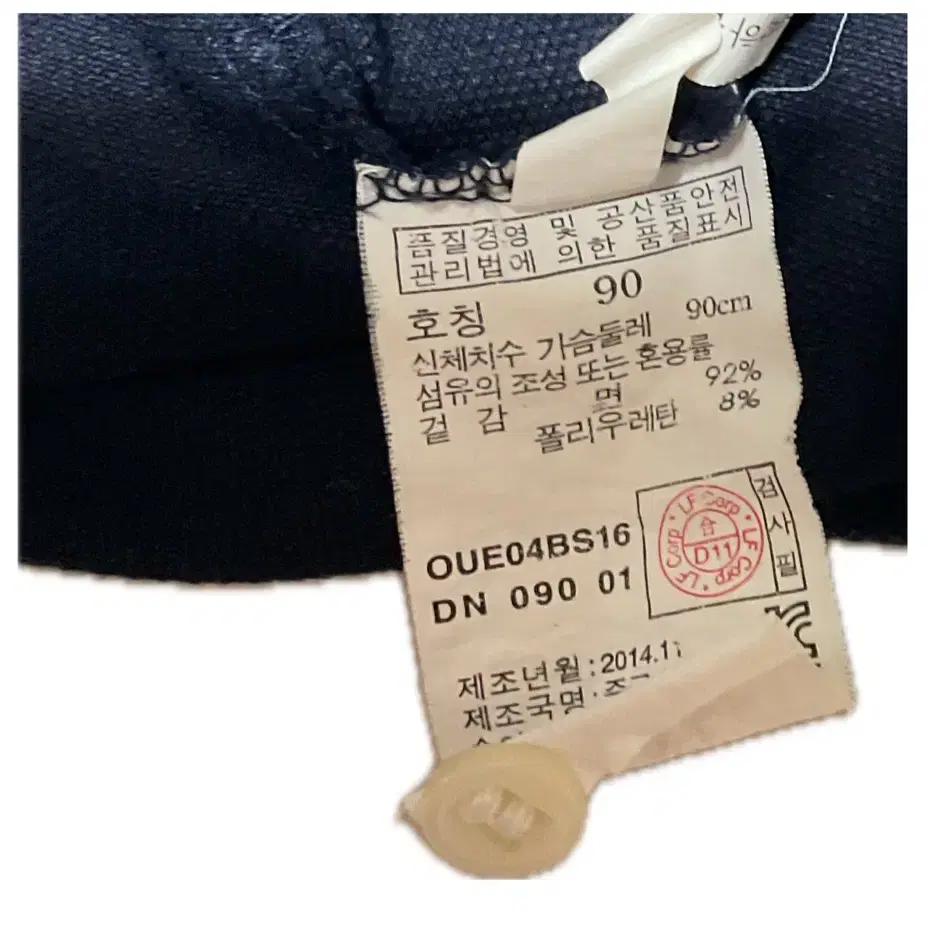 품질경영 및 공산품안전
관리법에 의한 품질표시
호칭 90
신체치수 가슴둘레 90cm
섬유의 조성 또는 혼용률
겉 감 면 92%
폴리우레탄 8%
OUE04BS16
DN 090 01
검사필
LF Corp LF Corp LF Corp
合
D11
제조년월 : 2014.11
제조국명 :